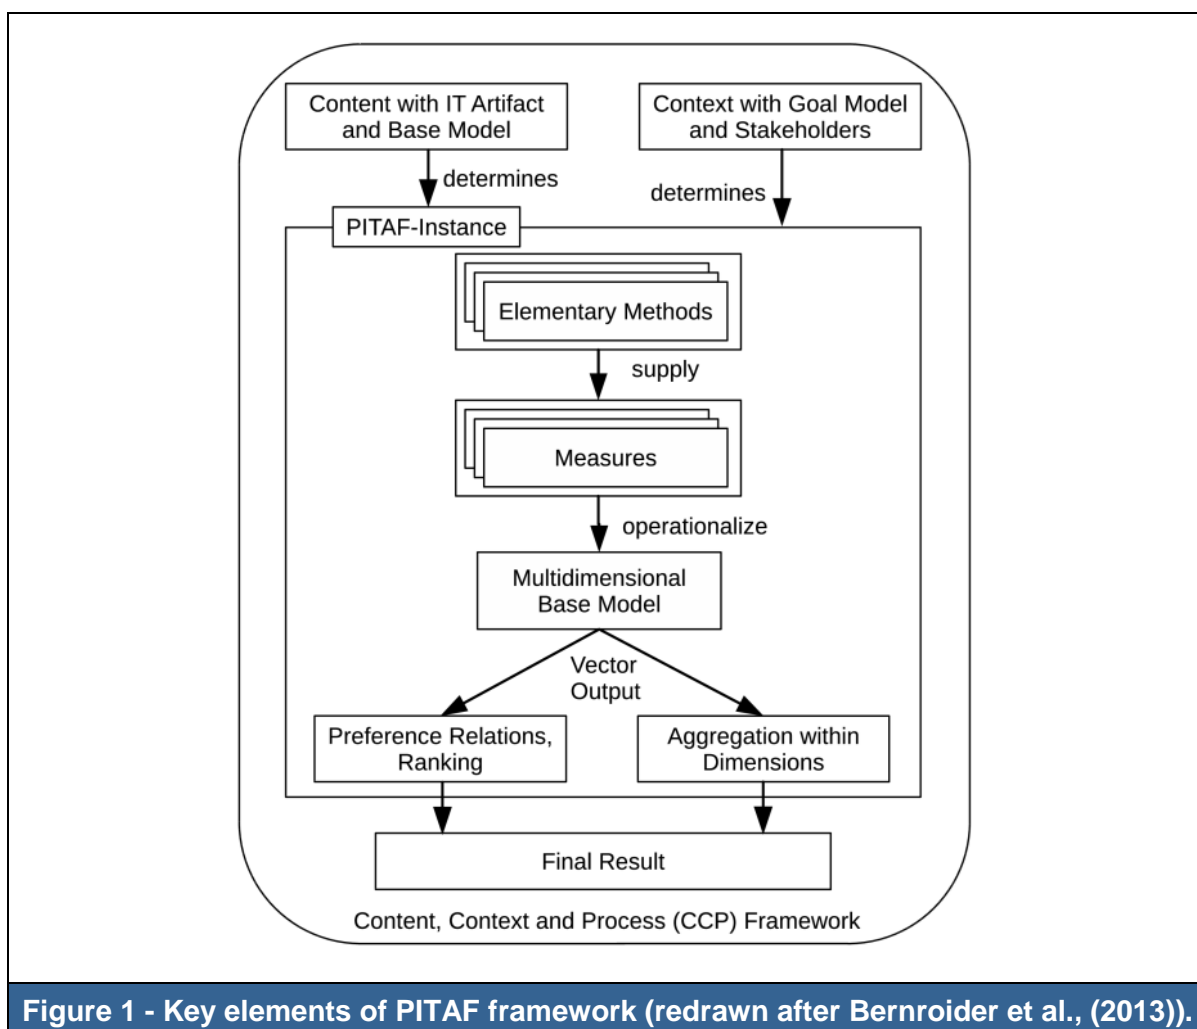 Content with IT Artifact
and Base Model
Context with Goal Model
and Stakeholders
determines
determines
PITAF-Instance
Elementary Methods
supply
Measures
operationalize
Multidimensional
Base Model
Vector
Output
Preference Relations,
Ranking
Aggregation within
Dimensions
Final Result
Content, Context and Process (CCP) Framework
Figure 1 - Key elements of PITAF framework (redrawn after Bernroider et al., (2013)).